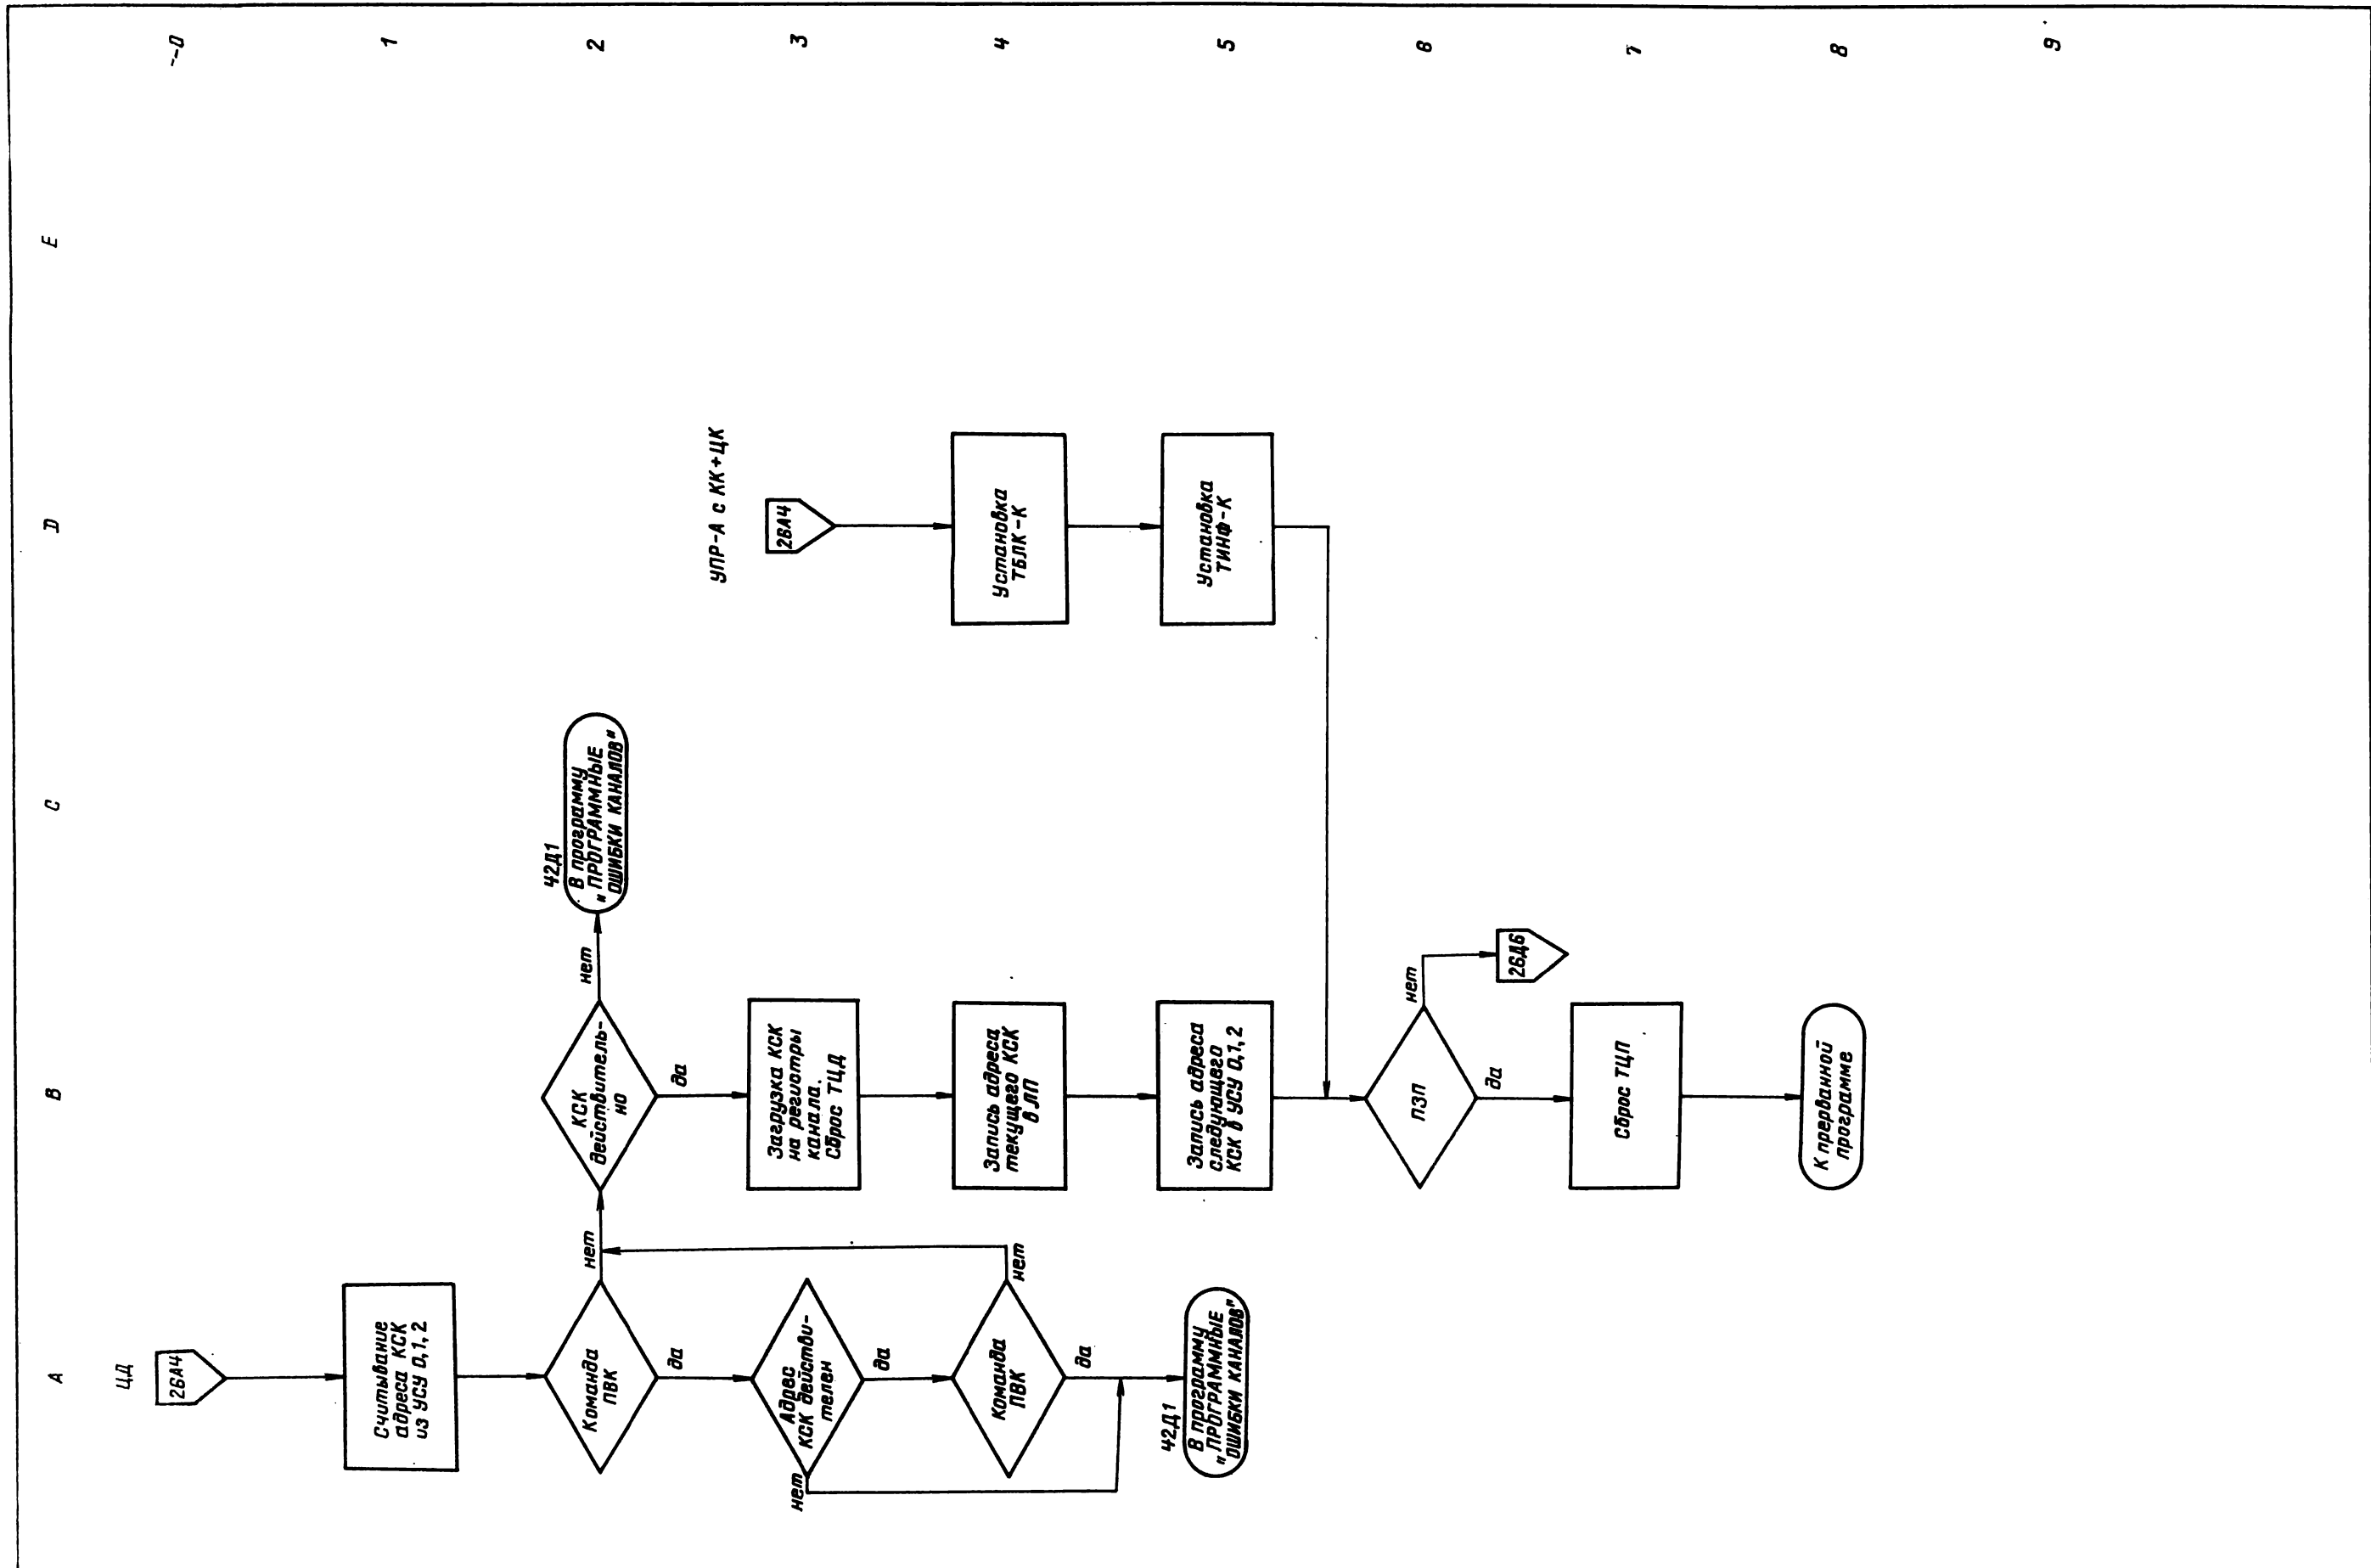 A
B
C
D
E
--0
1
2
3
4
5
6
7
8
9
ЦД
26А4
Считывание
адреса КСК
из УСУ 0,1,2
Команда
ПВК
нет
да
Адрес
КСК действи-
телен
нет
да
Команда
ПВК
нет
да
42Д1
В программу
„ ПРОГРАММНЫЕ
ОШИБКИ КАНАЛОВ"
КСК
действитель-
но
нет
да
42Д1
В программу
„ ПРОГРАММНЫЕ
ОШИБКИ КАНАЛОВ"
Загрузка КСК
на регистры
канала.
Сброс ТЦД
Запись адреса
текущего КСК
в ЛП
Запись адреса
следующего
КСК в УСУ 0,1,2
ПЗП
нет
26Д6
да
Сброс ТЦП
К прерванной
программе
УПР-А с КК+ЦК
26А4
Установка
ТБЛК-К
Установка
ТИНФ-К